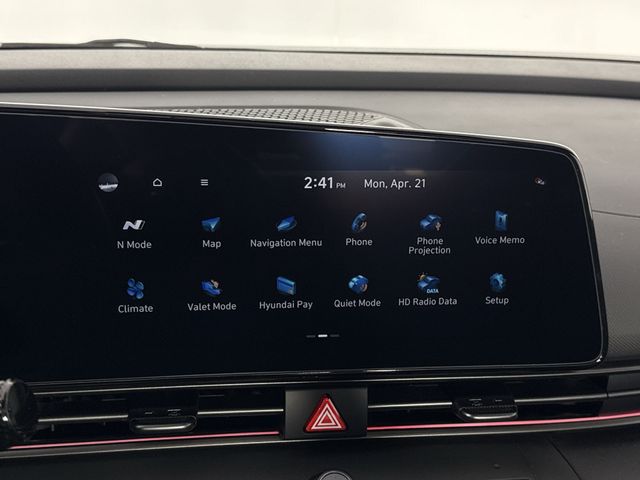 2:41 PM Mon, Apr. 21
N Mode Map Navigation Menu Phone Phone Projection Voice Memo
Climate Valet Mode Hyundai Pay Quiet Mode DATA HD Radio Data Setup